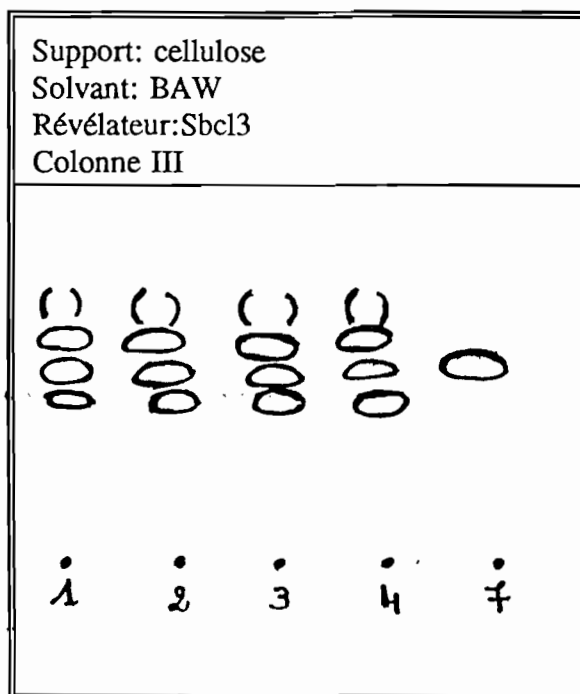 Support: cellulose
Solvant: BAW
Révélateur:Sbcl3
Colonne III
1 2 3 4 7